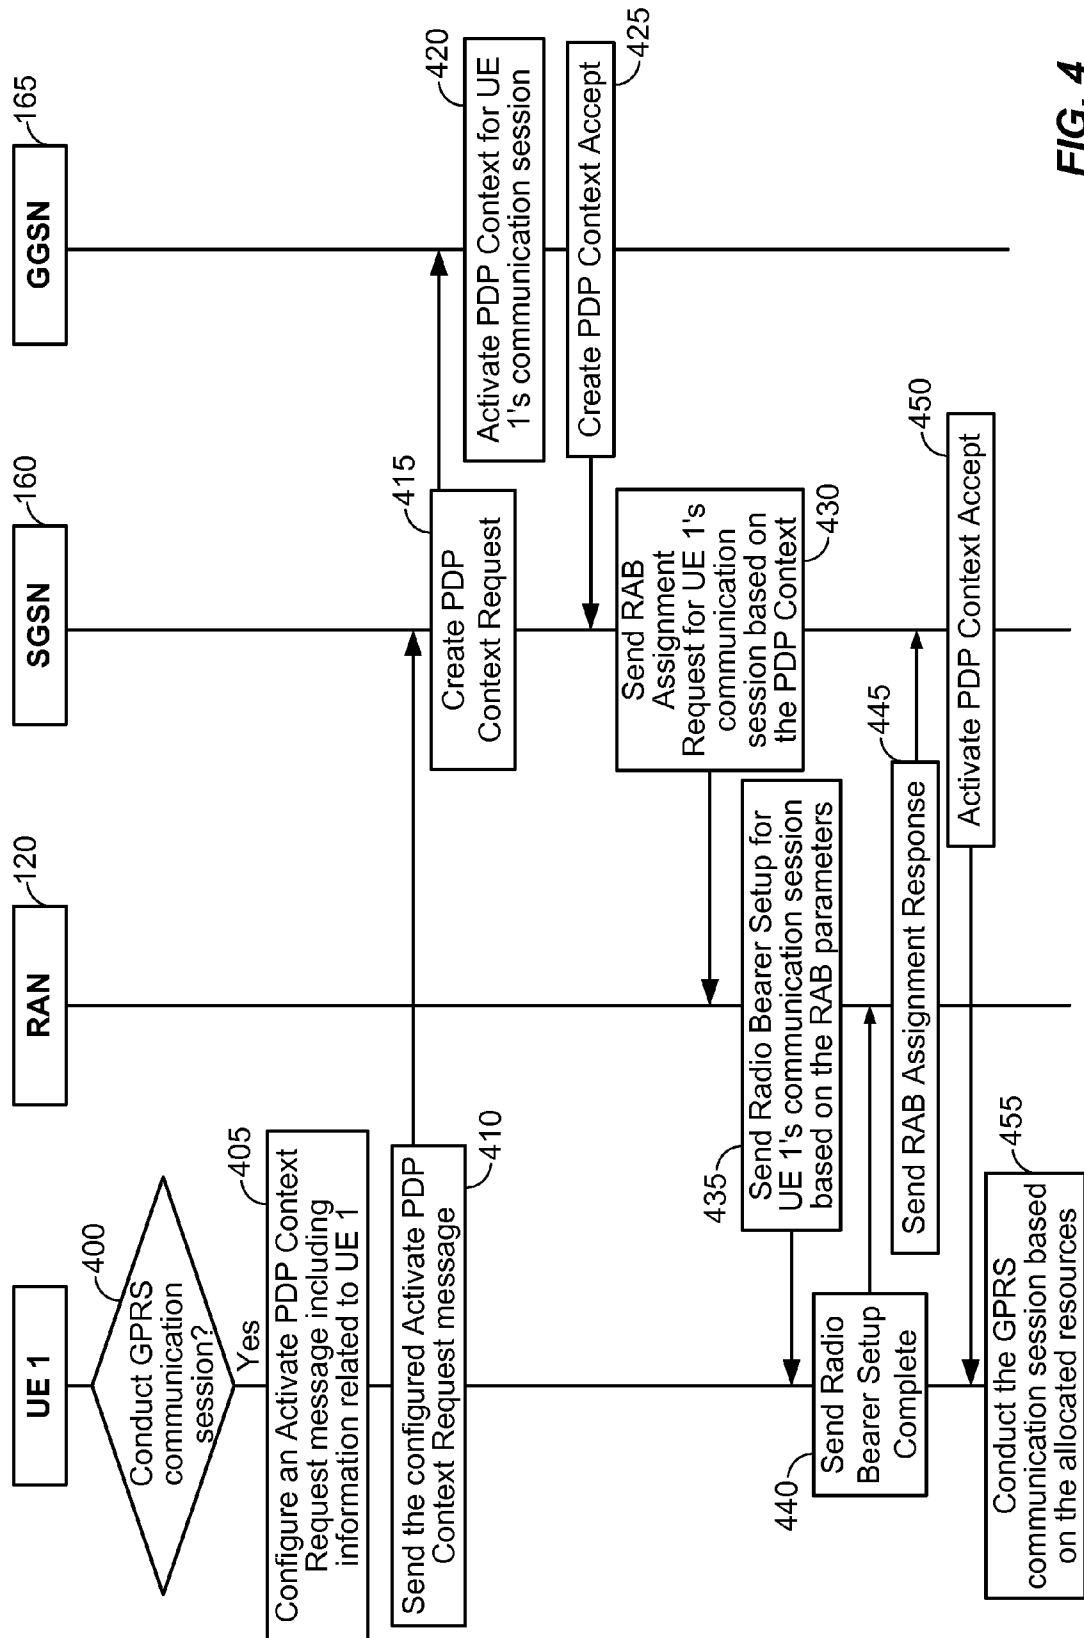 UE 1
RAN
120
SGSN
160
GGSN
165
Conduct GPRS
communication
session?
400
Yes
Configure an Activate PDP Context
Request message including
information related to UE 1
405
Send the configured Activate PDP
Context Request message
410
Create PDP
Context Request
415
Activate PDP Context for UE
1's communication session
420
Create PDP Context Accept
425
Send RAB
Assignment
Request for UE 1's
communication
session based on
the PDP Context
430
Send Radio Bearer Setup for
UE 1's communication session
based on the RAB parameters
435
Send Radio
Bearer Setup
Complete
440
Send RAB Assignment Response
445
Activate PDP Context Accept
450
Conduct the GPRS
communication session based
on the allocated resources
455
FIG. 4